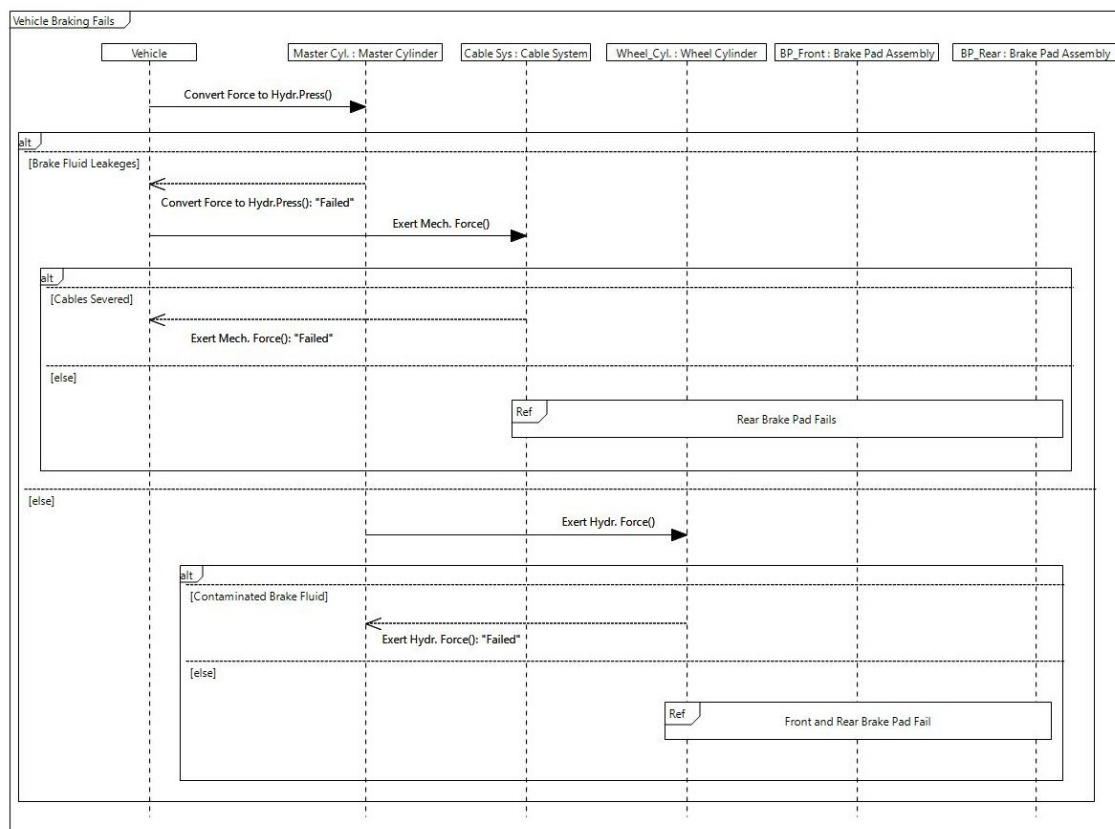 Vehicle Braking Fails
Vehicle
Master Cyl. : Master Cylinder
Cable Sys : Cable System
Wheel_Cyl. : Wheel Cylinder
BP_Front : Brake Pad Assembly
BP_Rear : Brake Pad Assembly
Convert Force to Hydr.Press()
alt
[Brake Fluid Leakeges]
Convert Force to Hydr.Press(): "Failed"
Exert Mech. Force()
alt
[Cables Severed]
Exert Mech. Force(): "Failed"
[else]
Ref
Rear Brake Pad Fails
[else]
Exert Hydr. Force()
alt
[Contaminated Brake Fluid]
Exert Hydr. Force(): "Failed"
[else]
Ref
Front and Rear Brake Pad Fail